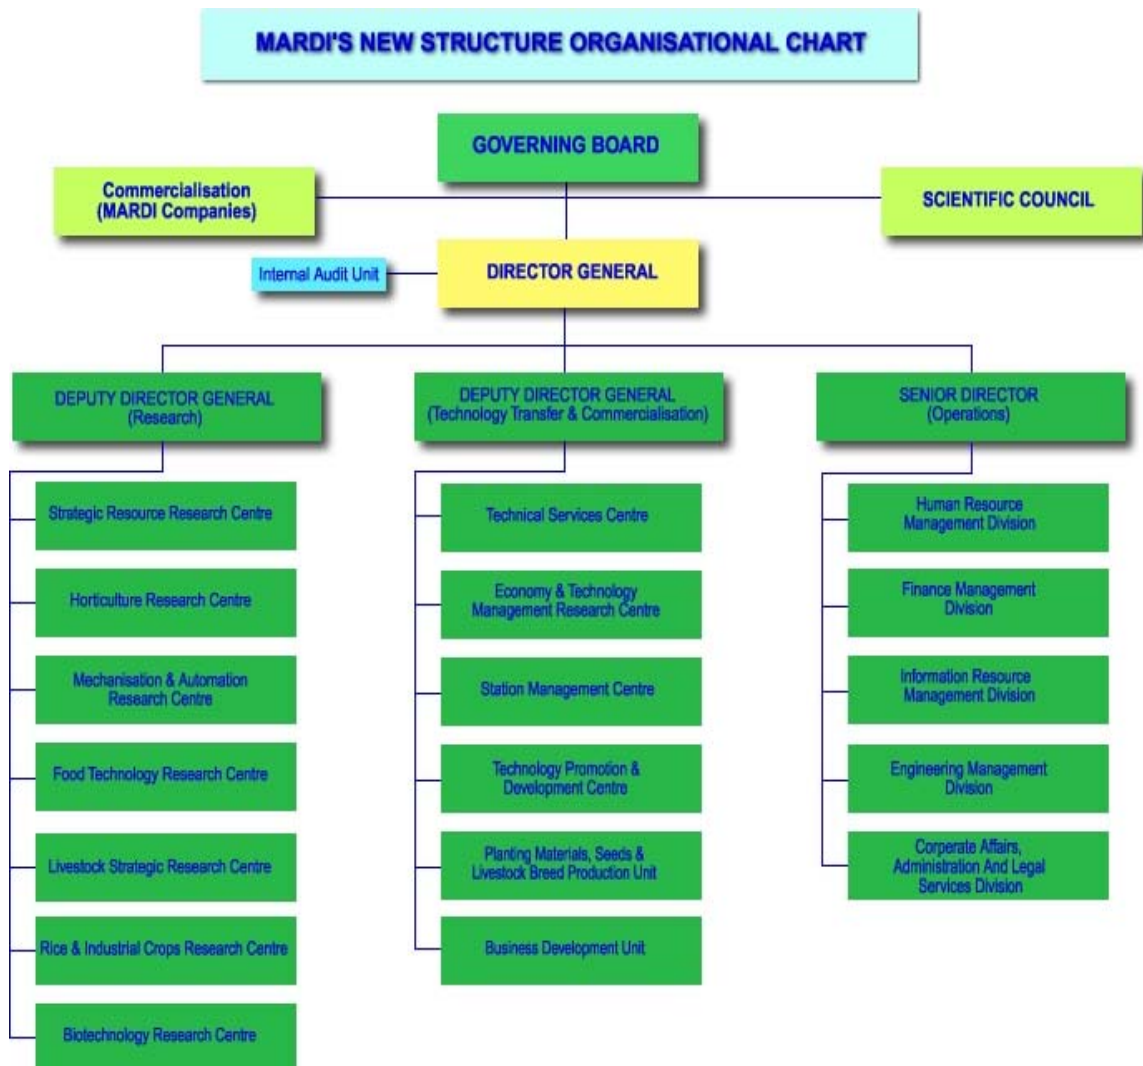 MARDI'S NEW STRUCTURE ORGANISATIONAL CHART
GOVERNING BOARD
Commercialisation
(MARDI Companies)
SCIENTIFIC COUNCIL
Internal Audit Unit
DIRECTOR GENERAL
DEPUTY DIRECTOR GENERAL
(Research)
DEPUTY DIRECTOR GENERAL
(Technology Transfer & Commercialisation)
SENIOR DIRECTOR
(Operations)
Strategic Resource Research Centre
Horticulture Research Centre
Mechanisation & Automation
Research Centre
Food Technology Research Centre
Livestock Strategic Research Centre
Rice & Industrial Crops Research Centre
Biotechnology Research Centre
Technical Services Centre
Economy & Technology
Management Research Centre
Station Management Centre
Technology Promotion &
Development Centre
Planting Materials, Seeds &
Livestock Breed Production Unit
Business Development Unit
Human Resource
Management Division
Finance Management
Division
Information Resource
Management Division
Engineering Management
Division
Corperate Affairs,
Administration And Legal
Services Division